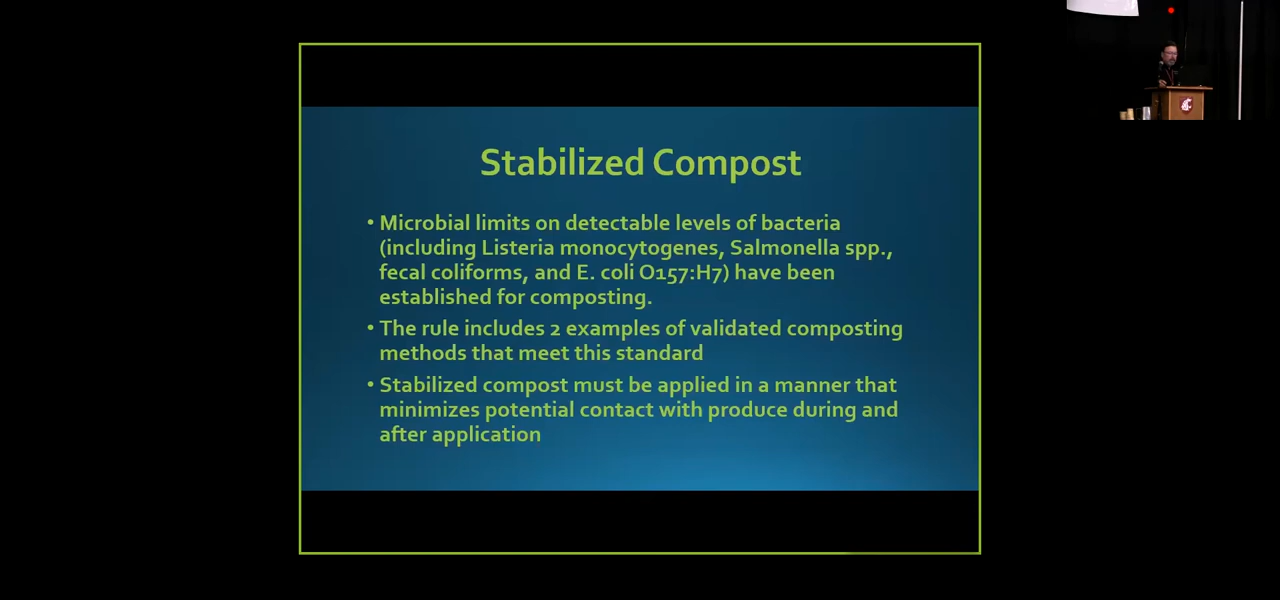 Stabilized Compost
• Microbial limits on detectable levels of bacteria
(including Listeria monocytogenes, Salmonella spp.,
fecal coliforms, and E. coli O157:H7) have been
established for composting.
• The rule includes 2 examples of validated composting
methods that meet this standard
• Stabilized compost must be applied in a manner that
minimizes potential contact with produce during and
after application